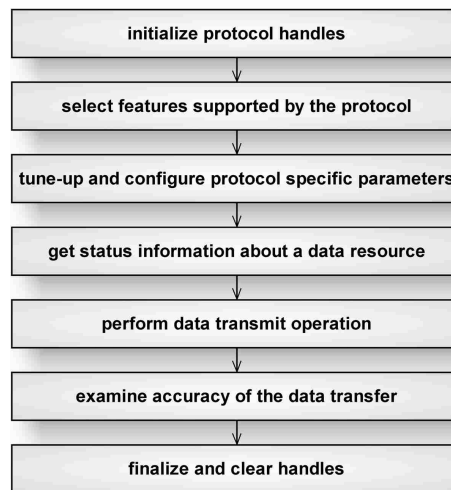 initialize protocol handles
select features supported by the protocol
tune-up and configure protocol specific parameters
get status information about a data resource
perform data transmit operation
examine accuracy of the data transfer
finalize and clear handles